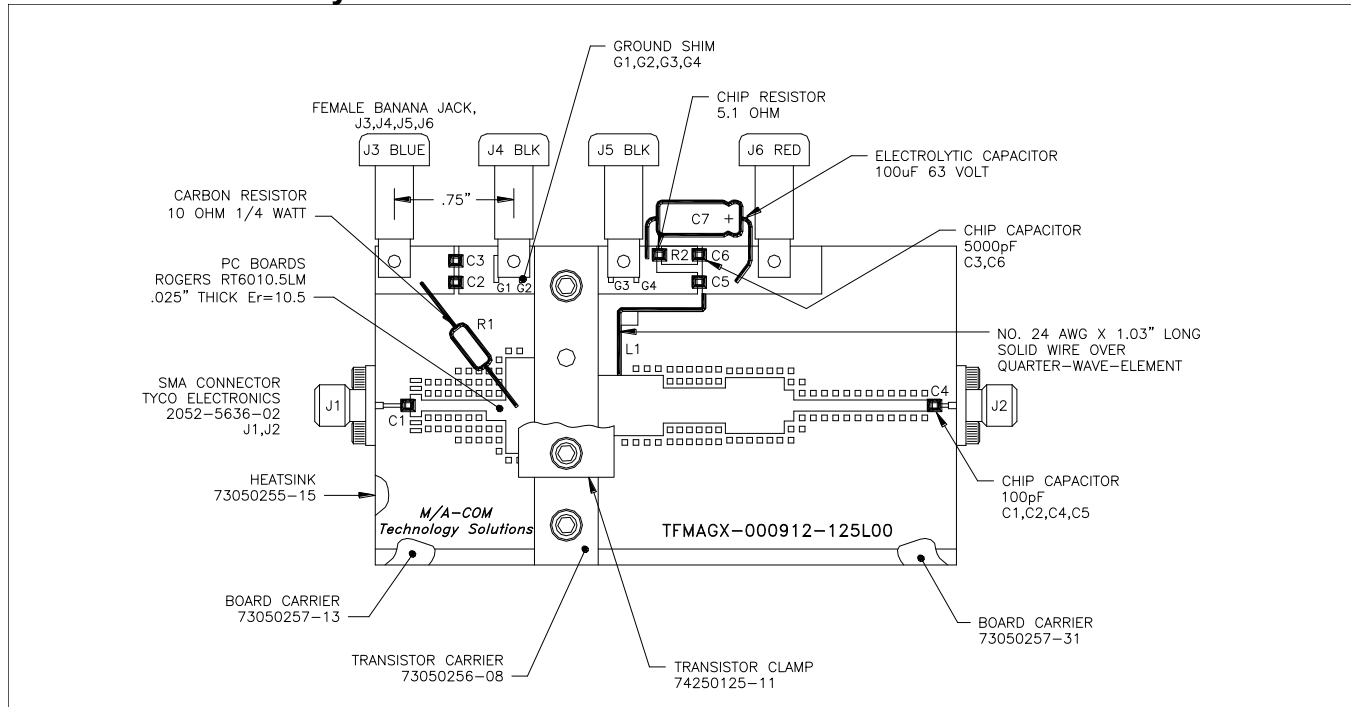 GROUND SHIM
G1,G2,G3,G4
CHIP RESISTOR
5.1 OHM
FEMALE BANANA JACK,
J3,J4,J5,J6
J3 BLUE
J4 BLK
J5 BLK
J6 RED
ELECTROLYTIC CAPACITOR
100uF 63 VOLT
CARBON RESISTOR
10 OHM 1/4 WATT
.75"
C7 +
CHIP CAPACITOR
5000pF
C3,C6
PC BOARDS
ROGERS RT6010.5LM
.025" THICK Er=10.5
C3
C2
G1 G2
G3 G4
R2
C6
C5
R1
L1
NO. 24 AWG X 1.03" LONG
SOLID WIRE OVER
QUARTER-WAVE-ELEMENT
SMA CONNECTOR
TYCO ELECTRONICS
2052-5636-02
J1,J2
J1
C1
C4
J2
HEATSINK
73050255-15
CHIP CAPACITOR
100pF
C1,C2,C4,C5
M/A-COM
Technology Solutions
TFMAGX-000912-125L00
BOARD CARRIER
73050257-13
BOARD CARRIER
73050257-31
TRANSISTOR CARRIER
73050256-08
TRANSISTOR CLAMP
74250125-11